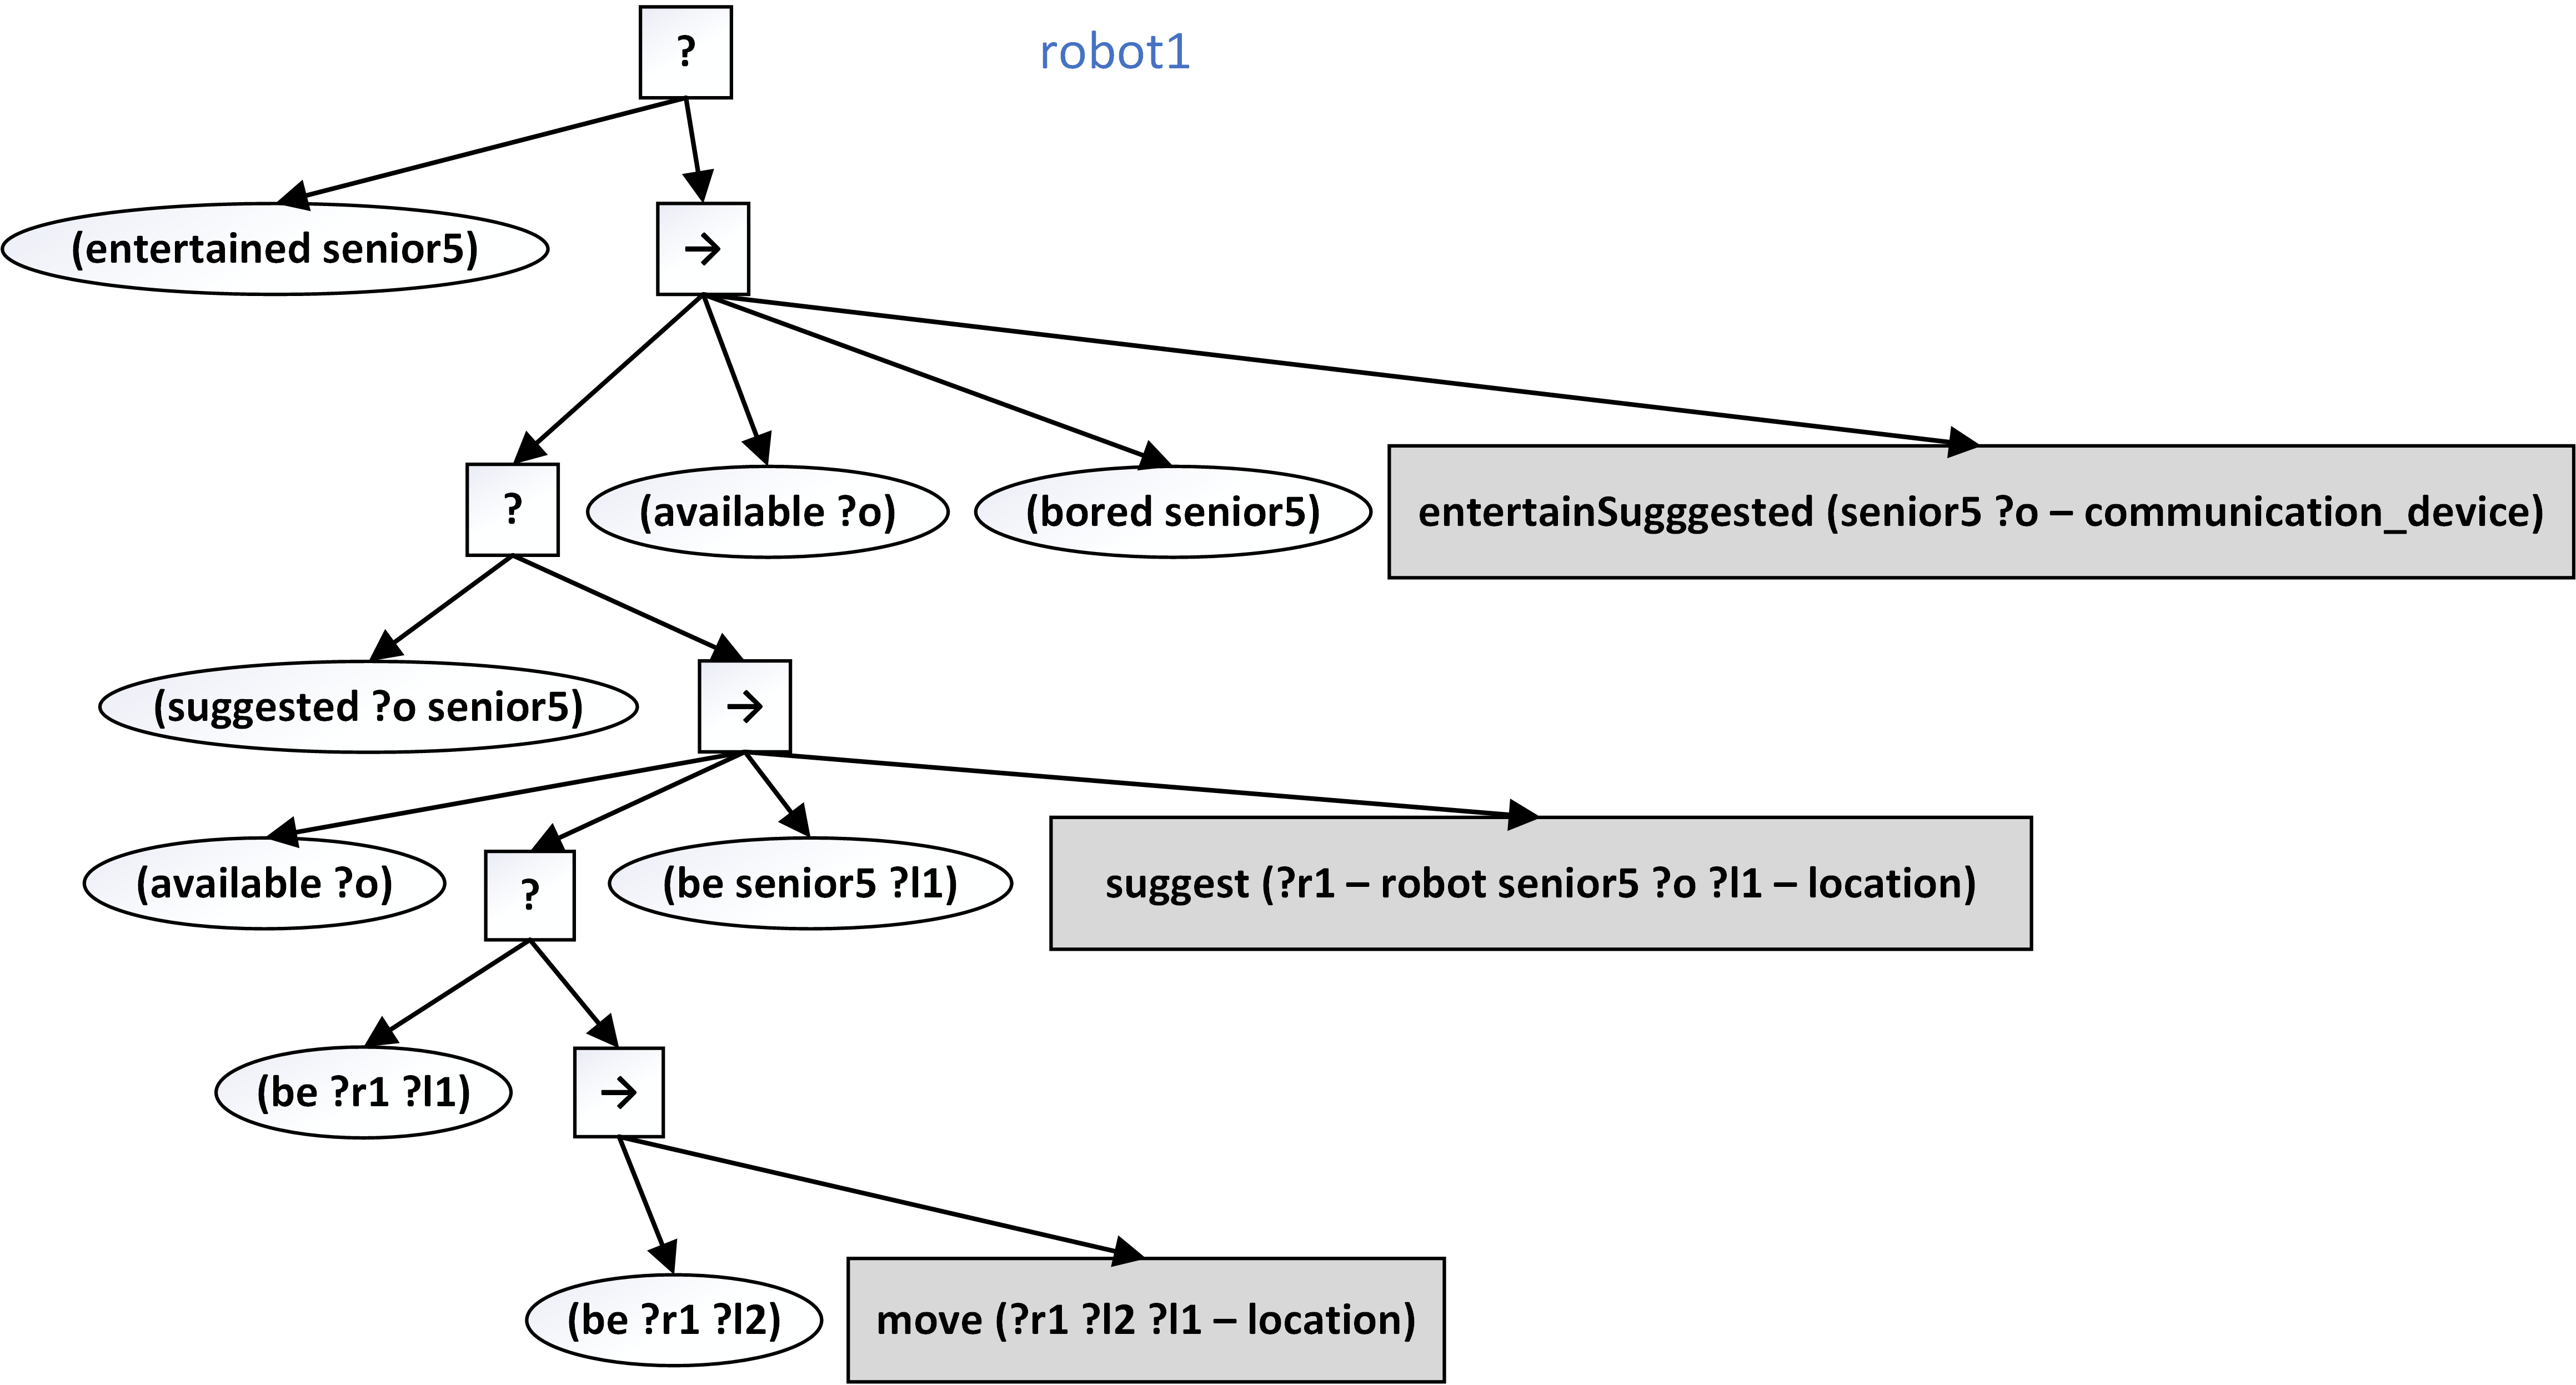 ?
robot1
(entertained senior5)
→
?
(available ?o)
(bored senior5)
entertainSugggested (senior5 ?o – communication_device)
(suggested ?o senior5)
→
(available ?o)
?
(be senior5 ?l1)
suggest (?r1 – robot senior5 ?o ?l1 – location)
(be ?r1 ?l1)
→
(be ?r1 ?l2)
move (?r1 ?l2 ?l1 – location)